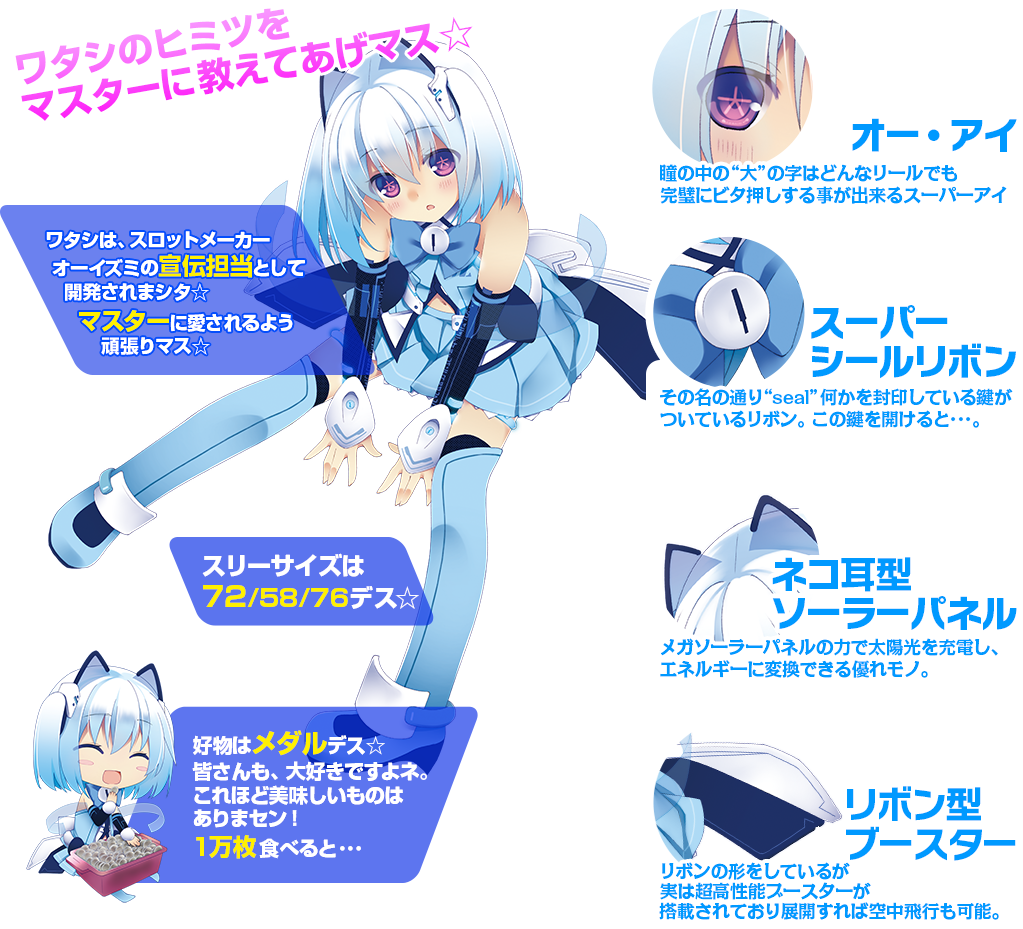 ワタシのヒミツを
マスターに教えてあげマス☆
ワタシは、スロットメーカー
オーイズミの宣伝担当として
開発されまシタ☆
マスターに愛されるよう
頑張りマス☆
スリーサイズは
72/58/76デス☆
好物はメダルデス☆
皆さんも、大好きですよネ。
これほど美味しいものは
ありまセン！
1万枚食べると…
オー・アイ
瞳の中の“大”の字はどんなリールでも
完璧にビタ押しする事が出来るスーパーアイ
スーパー
シールリボン
その名の通り“seal”何かを封印している鍵が
ついているリボン。この鍵を開けると…。
ネコ耳型
ソーラーパネル
メガソーラーパネルの力で太陽光を充電し、
エネルギーに変換できる優れモノ。
リボン型
ブースター
リボンの形をしているが
実は超高性能ブースターが
搭載されており展開すれば空中飛行も可能。